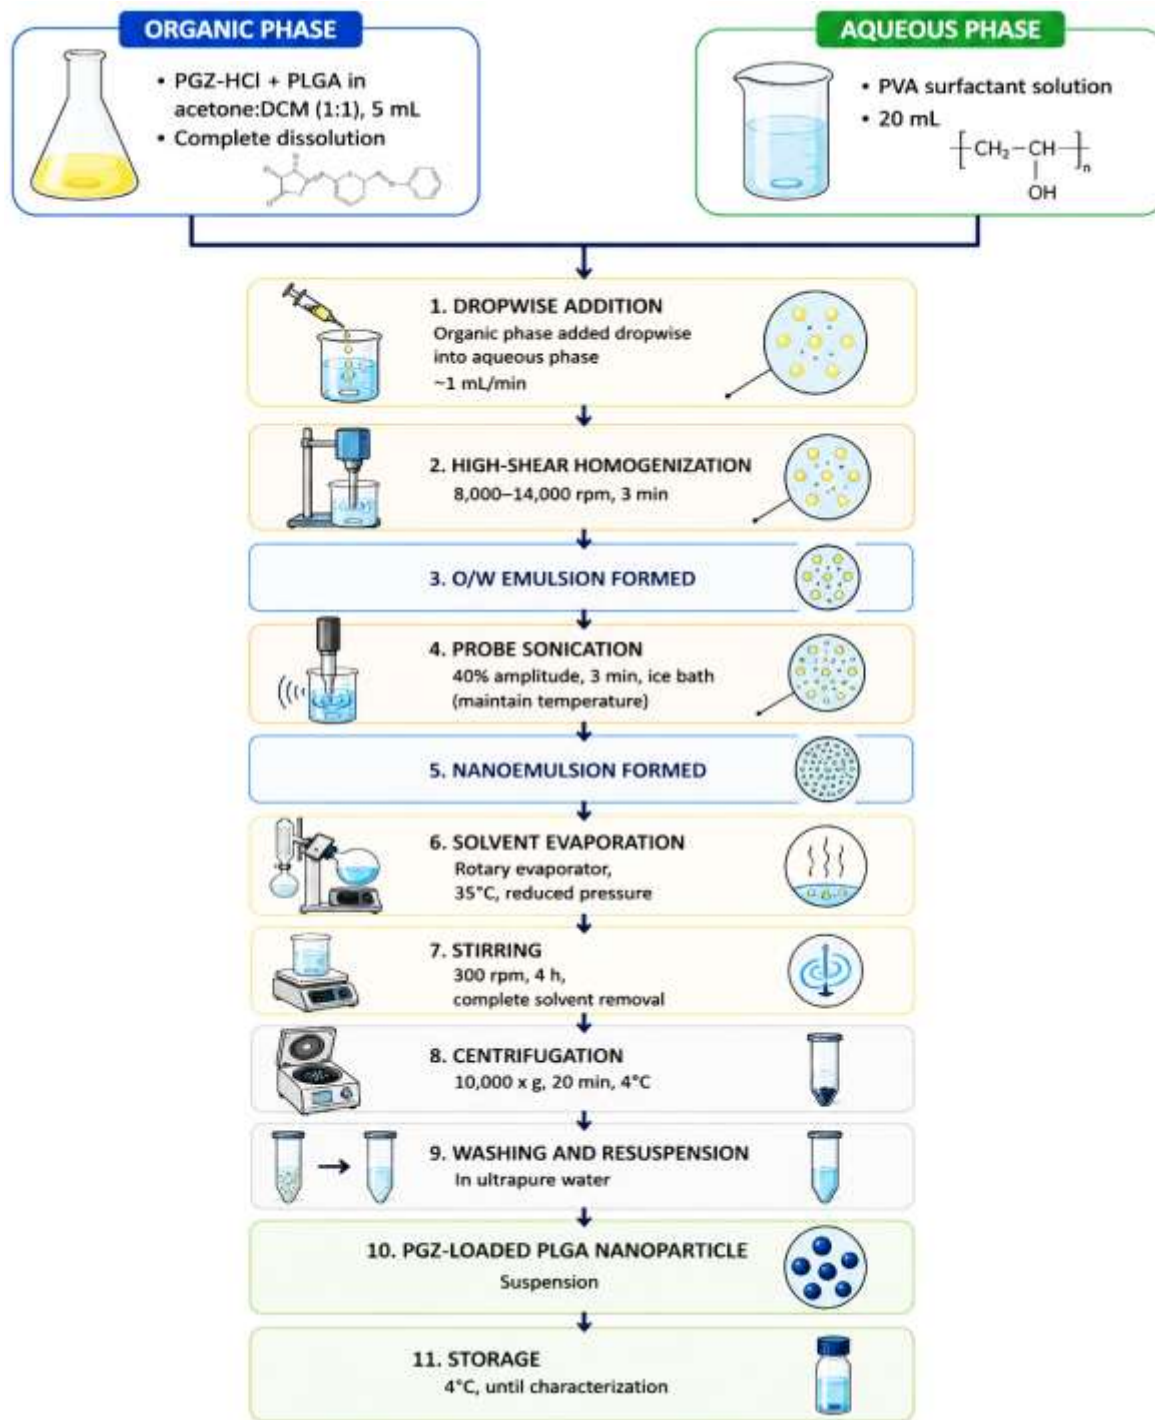 ORGANIC PHASE
• PGZ-HCl + PLGA in
acetone:DCM (1:1), 5 mL
• Complete dissolution
AQUEOUS PHASE
• PVA surfactant solution
• 20 mL
CH₂–CH
n
OH
1. DROPWISE ADDITION
Organic phase added dropwise
into aqueous phase
~1 mL/min
2. HIGH-SHEAR HOMOGENIZATION
8,000–14,000 rpm, 3 min
3. O/W EMULSION FORMED
4. PROBE SONICATION
40% amplitude, 3 min, ice bath
(maintain temperature)
5. NANOEMULSION FORMED
6. SOLVENT EVAPORATION
Rotary evaporator,
35°C, reduced pressure
7. STIRRING
300 rpm, 4 h,
complete solvent removal
8. CENTRIFUGATION
10,000 x g, 20 min, 4°C
9. WASHING AND RESUSPENSION
In ultrapure water
10. PGZ-LOADED PLGA NANOPARTICLE
Suspension
11. STORAGE
4°C, until characterization